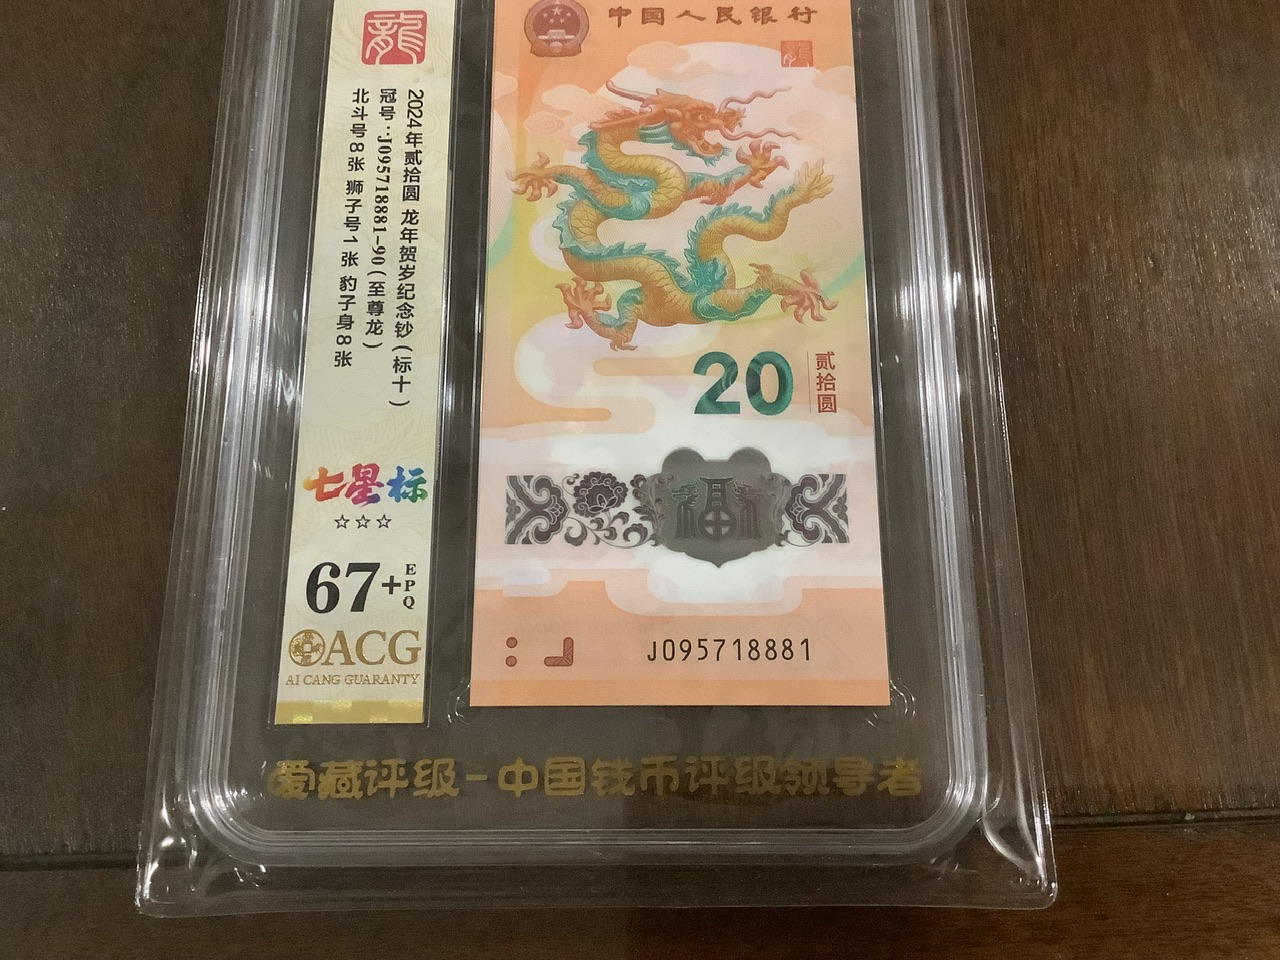 龍
2024年贰拾圆 龙年贺岁纪念钞(标十)
冠号:J095718881-90(至尊龙)
北斗号8张 狮子号1张 豹子身8张
七星标
☆☆☆
67+
EPQ
ACG
AI CANG GUARANTY
中国人民银行
龍
20
贰拾圆
福
J095718881
爱藏评级-中国钱币评级领导者